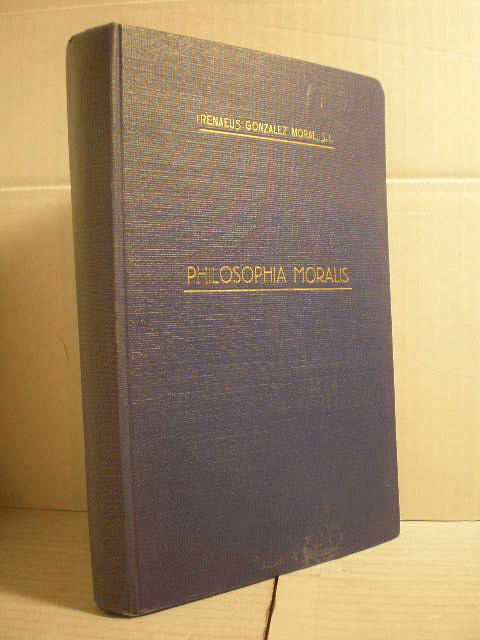 IRENAEUS GONZALEZ MORAL, S. I.
PHILOSOPHIA MORALIS